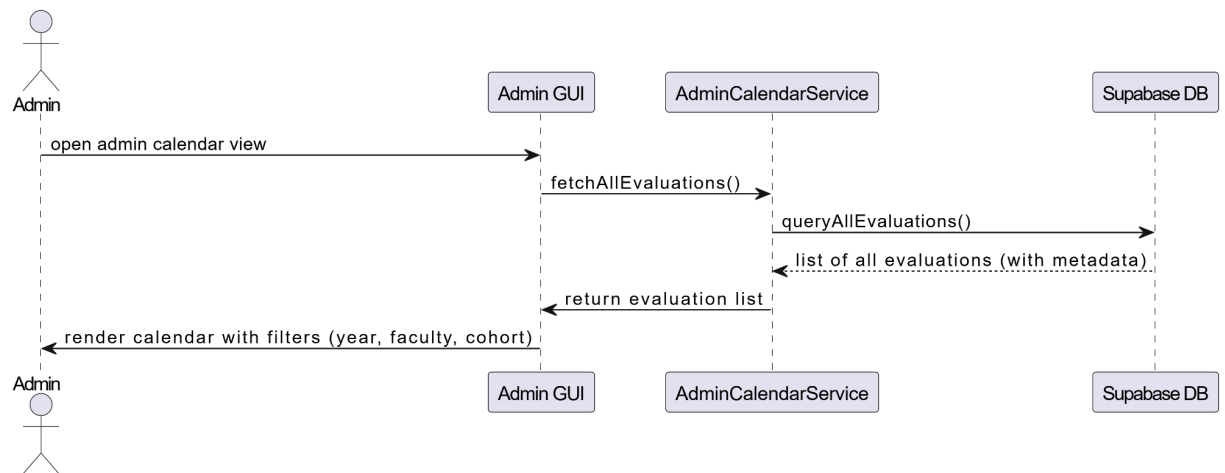 Admin
Admin GUI
AdminCalendarService
Supabase DB
open admin calendar view
fetchAllEvaluations()
queryAllEvaluations()
list of all evaluations (with metadata)
return evaluation list
render calendar with filters (year, faculty, cohort)
Admin
Admin GUI
AdminCalendarService
Supabase DB